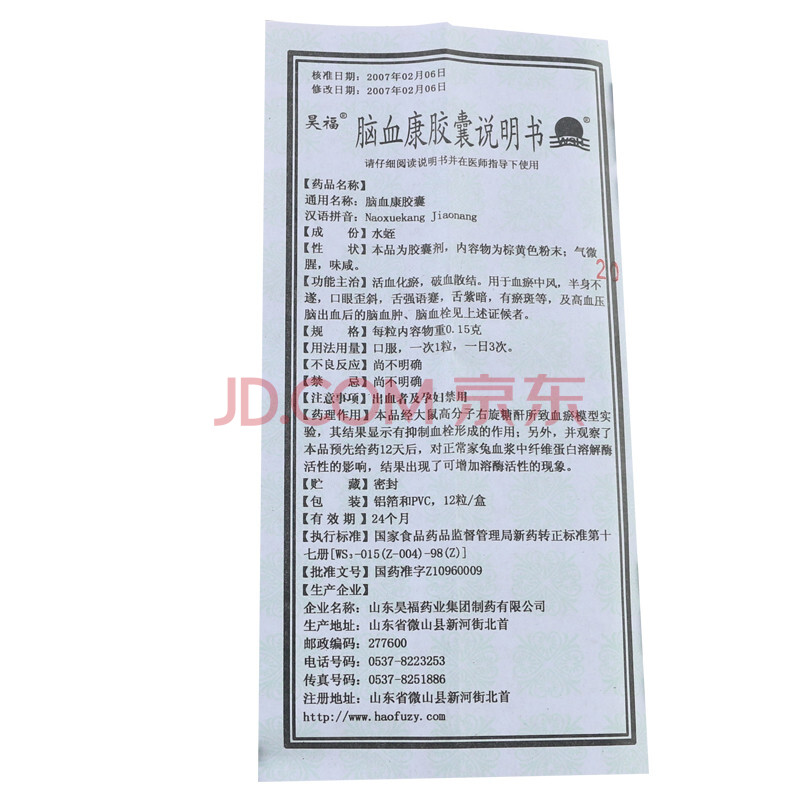 核准日期：2007年02月06日
修改日期：2007年02月06日
昊福® 脑血康胶囊说明书 WSH®
请仔细阅读说明书并在医师指导下使用
【药品名称】
通用名称：脑血康胶囊
汉语拼音：Naoxuekang Jiaonang
【成　　份】水蛭
【性　　状】本品为胶囊剂，内容物为棕黄色粉末；气微
腥，味咸。
20
【功能主治】活血化瘀，破血散结。用于血瘀中风，半身不
遂，口眼歪斜，舌强语蹇，舌紫暗，有瘀斑等，及高血压
脑出血后的脑血肿、脑血栓见上述证候者。
【规　　格】每粒内容物重0.15克
【用法用量】口服，一次1粒，一日3次。
【不良反应】尚不明确
【禁　　忌】尚不明确
JD.COM 京东
【注意事项】出血者及孕妇禁用
【药理作用】本品经大鼠高分子右旋糖酐所致血瘀模型实
验，其结果显示有抑制血栓形成的作用；另外，并观察了
本品预先给药12天后，对正常家兔血浆中纤维蛋白溶解酶
活性的影响，结果出现了可增加溶酶活性的现象。
【贮　　藏】密封
【包　　装】铝箔和PVC，12粒/盒
【有 效 期】24个月
【执行标准】国家食品药品监督管理局新药转正标准第十
七册[WS₃-015(Z-004)-98(Z)]
【批准文号】国药准字Z10960009
【生产企业】
企业名称：山东昊福药业集团制药有限公司
生产地址：山东省微山县新河街北首
邮政编码：277600
电话号码：0537-8223253
传真号码：0537-8251886
注册地址：山东省微山县新河街北首
http://www.haofuzy.com